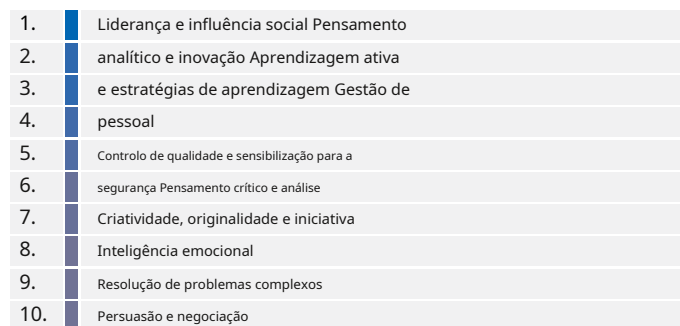 1. Liderança e influência social Pensamento
2. analítico e inovação Aprendizagem ativa
3. e estratégias de aprendizagem Gestão de
4. pessoal
5. Controlo de qualidade e sensibilização para a
6. segurança Pensamento crítico e análise
7. Criatividade, originalidade e iniciativa
8. Inteligência emocional
9. Resolução de problemas complexos
10. Persuasão e negociação